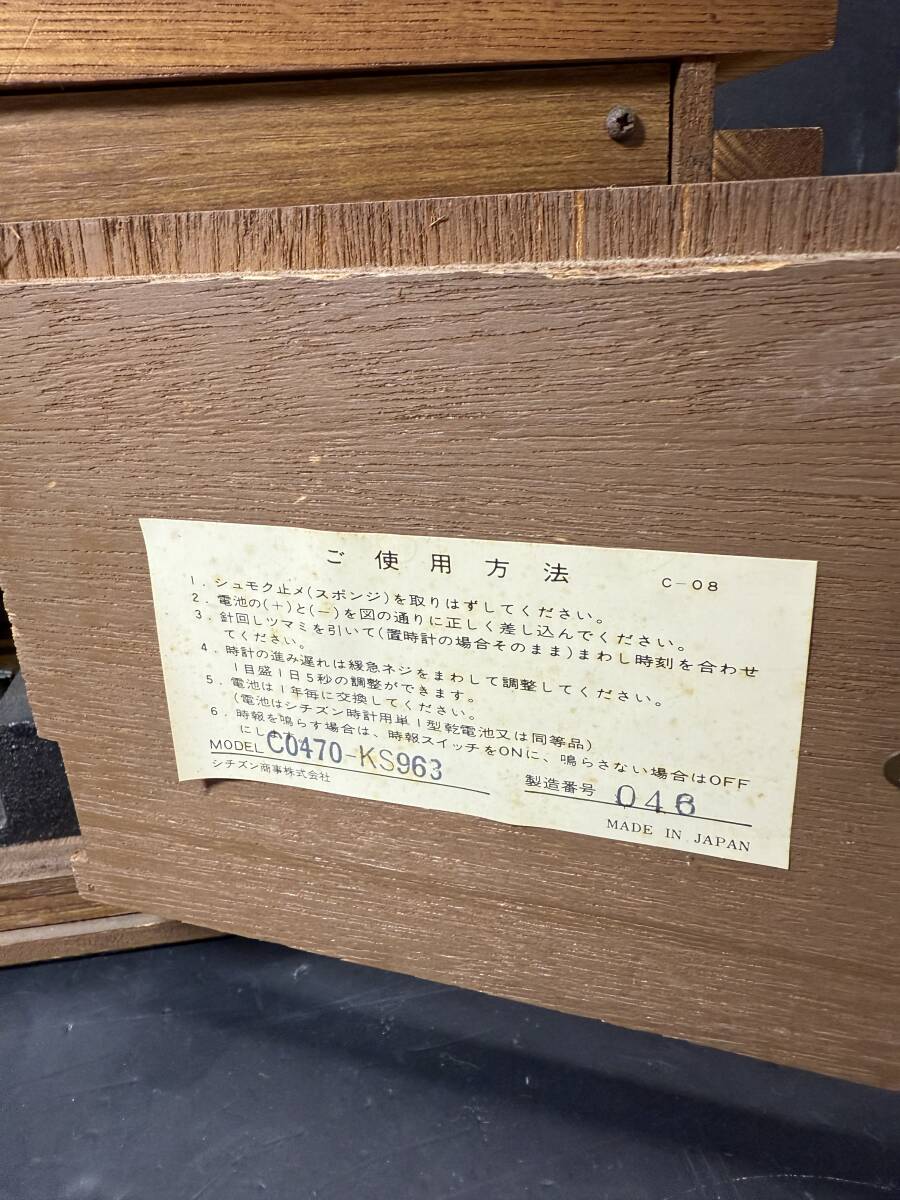 ご使用方法
C-08
1. シュモク止メ(スポンジ)を取りはずしてください。
2. 電池の(+)と(-)を図の通りに正しく差し込んでください。
3. 針回しツマミを引いて(置時計の場合そのまま)まわし時刻を合わせ
てください。
4. 時計の進み遅れは緩急ネジをまわして調整してください。
1目盛1日5秒の調整ができます。
5. 電池は1年毎に交換してください。
(電池はシチズン時計用単1型乾電池又は同等品)
6. 時報を鳴らす場合は、時報スイッチをONに、鳴らさない場合はOFF
にします
MODEL C0470-KS963
製造番号 046
シチズン商事株式会社
MADE IN JAPAN